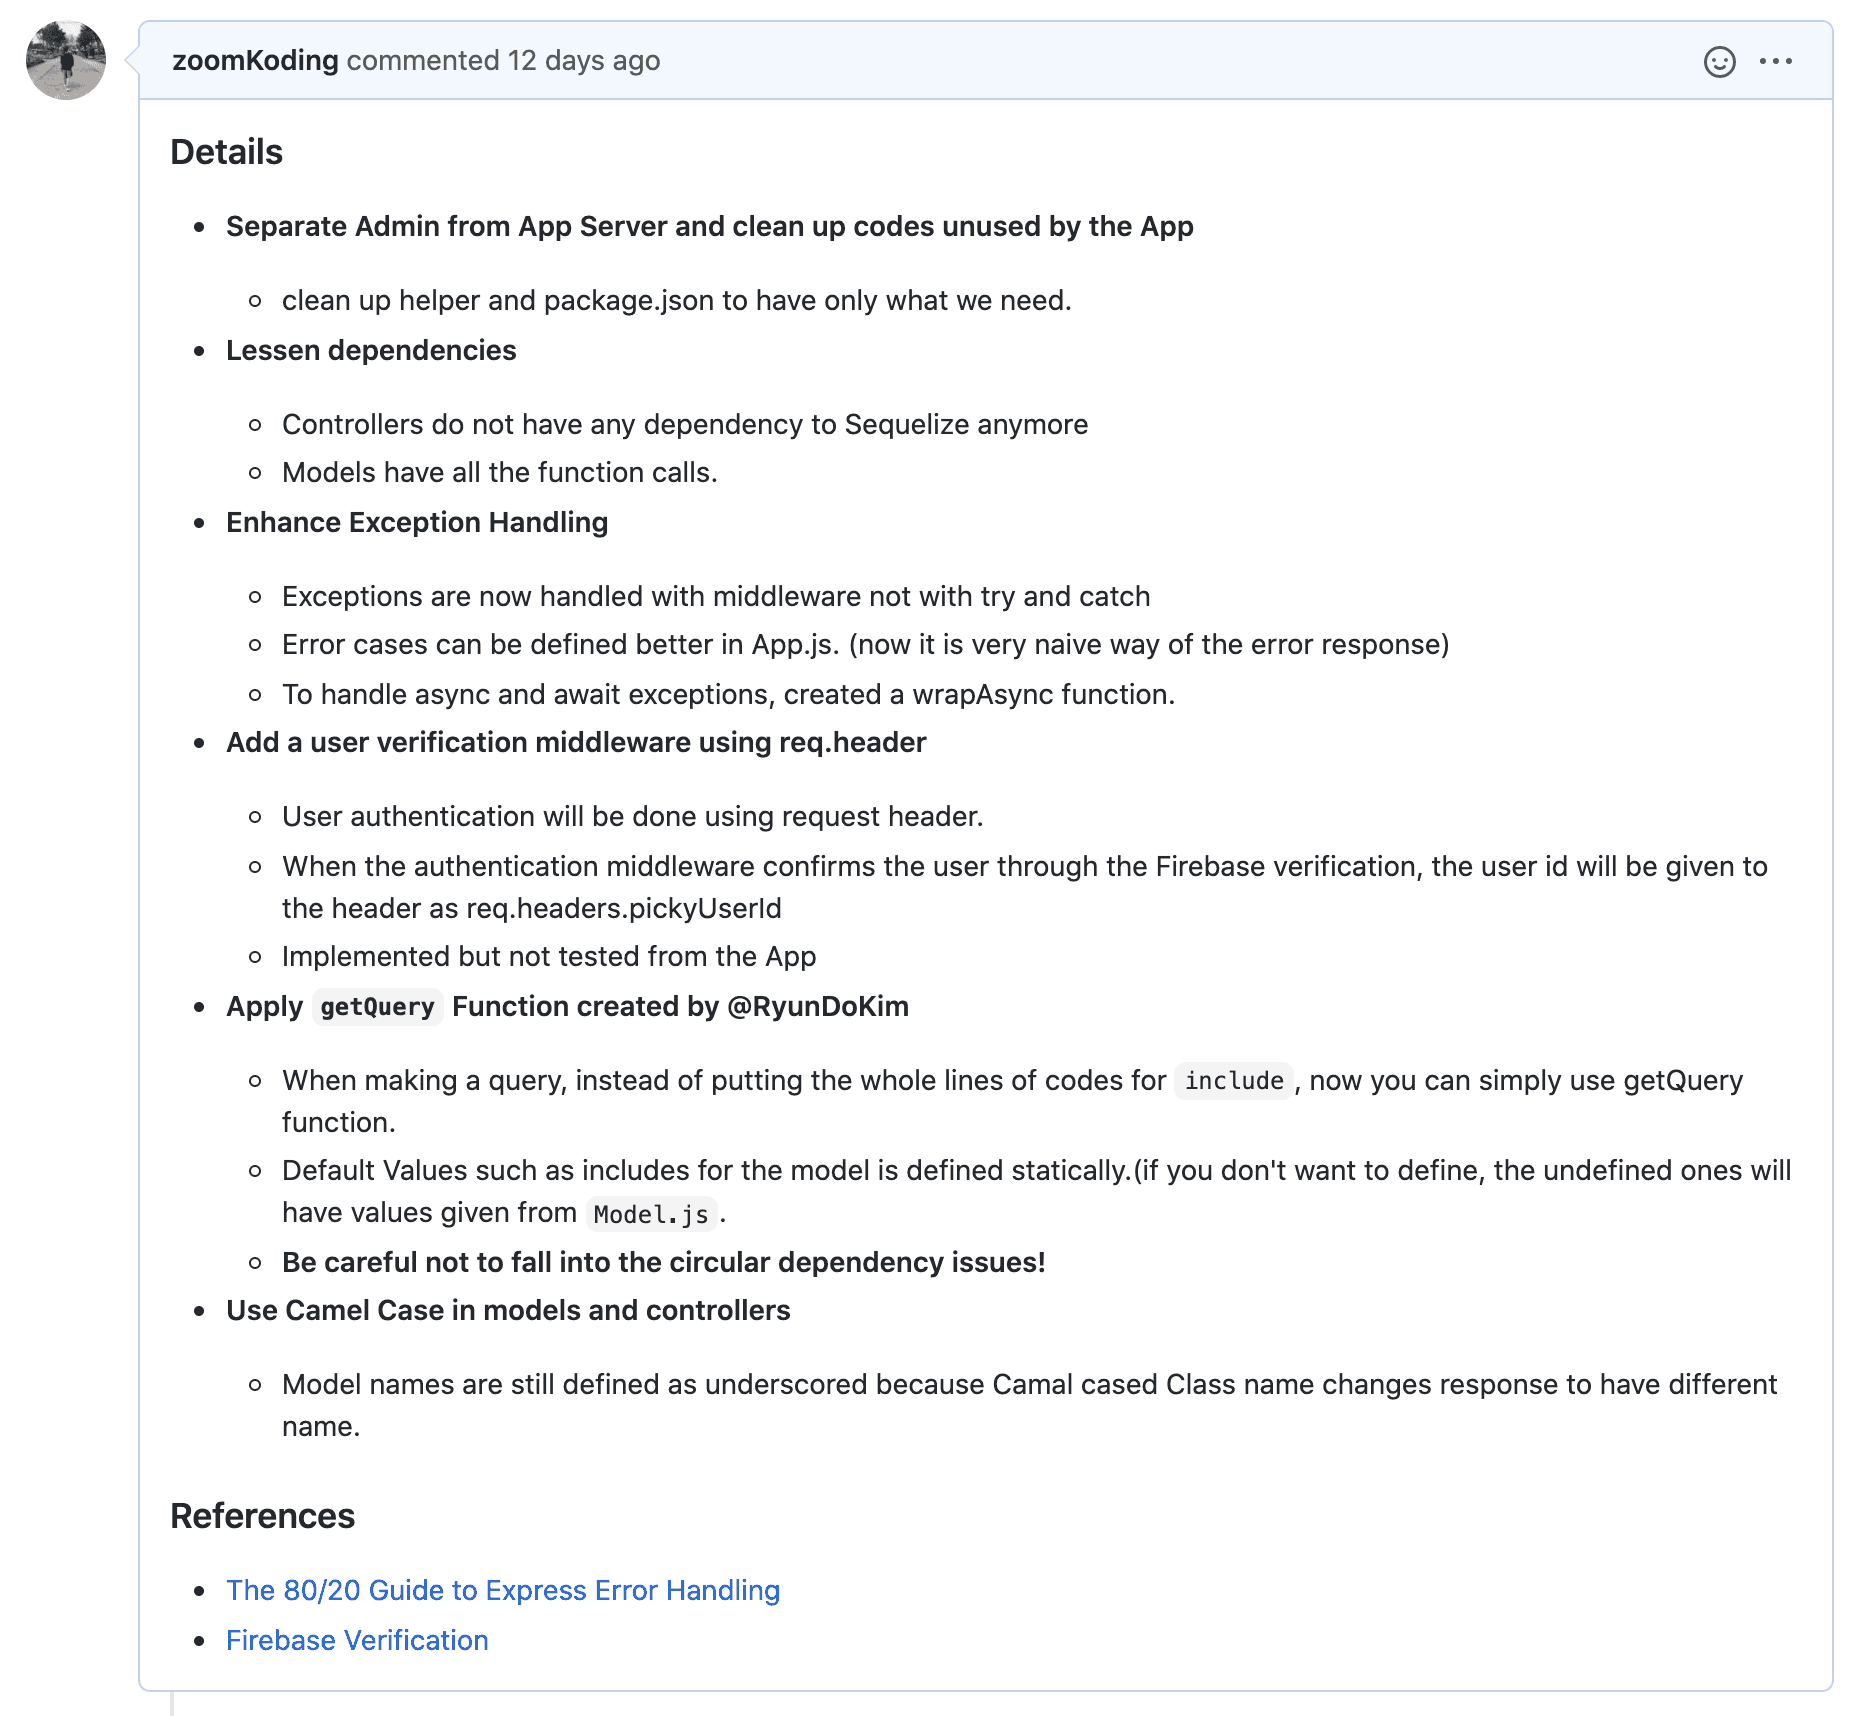 zoomKoding commented 12 days ago
Details
Separate Admin from App Server and clean up codes unused by the App
clean up helper and package.json to have only what we need.
Lessen dependencies
Controllers do not have any dependency to Sequelize anymore
Models have all the function calls.
Enhance Exception Handling
Exceptions are now handled with middleware not with try and catch
Error cases can be defined better in App.js. (now it is very naive way of the error response)
To handle async and await exceptions, created a wrapAsync function.
Add a user verification middleware using req.header
User authentication will be done using request header.
When the authentication middleware confirms the user through the Firebase verification, the user id will be given to
the header as req.headers.pickyUserId
Implemented but not tested from the App
Apply getQuery Function created by @RyunDoKim
When making a query, instead of putting the whole lines of codes for include, now you can simply use getQuery
function.
Default Values such as includes for the model is defined statically.(if you don't want to define, the undefined ones will
have values given from Model.js.
Be careful not to fall into the circular dependency issues!
Use Camel Case in models and controllers
Model names are still defined as underscored because Camal cased Class name changes response to have different
name.
References
The 80/20 Guide to Express Error Handling
Firebase Verification